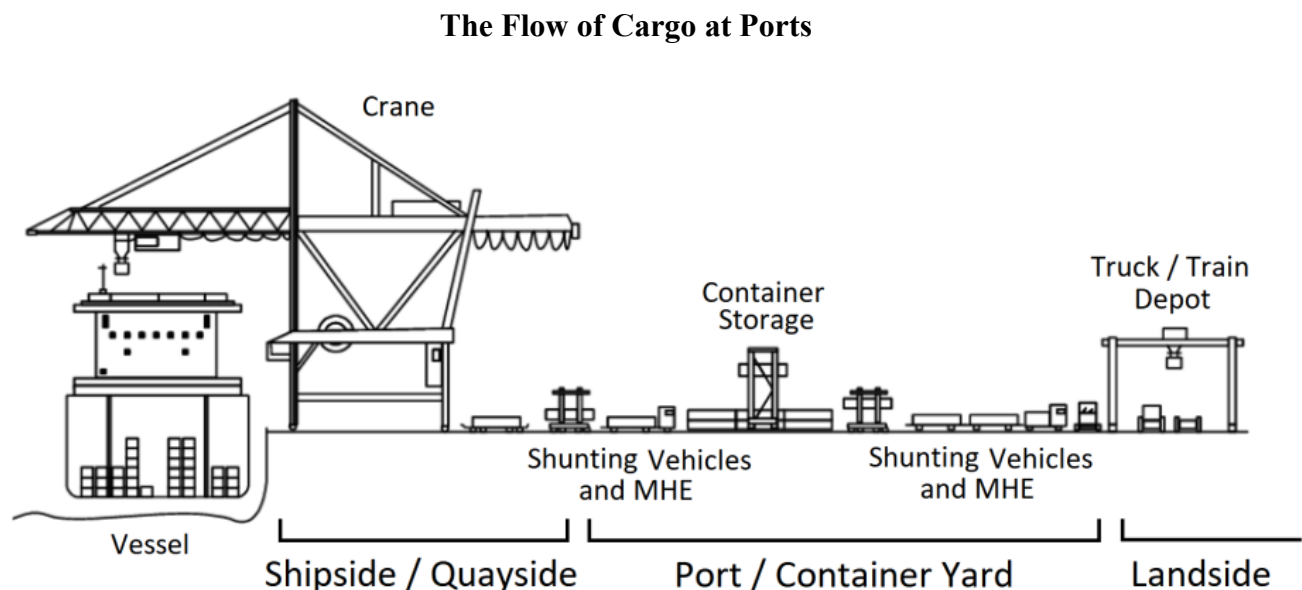 The Flow of Cargo at Ports
Crane
Container
Storage
Truck / Train
Depot
Shunting Vehicles
and MHE
Shunting Vehicles
and MHE
Vessel
Shipside / Quayside
Port / Container Yard
Landside